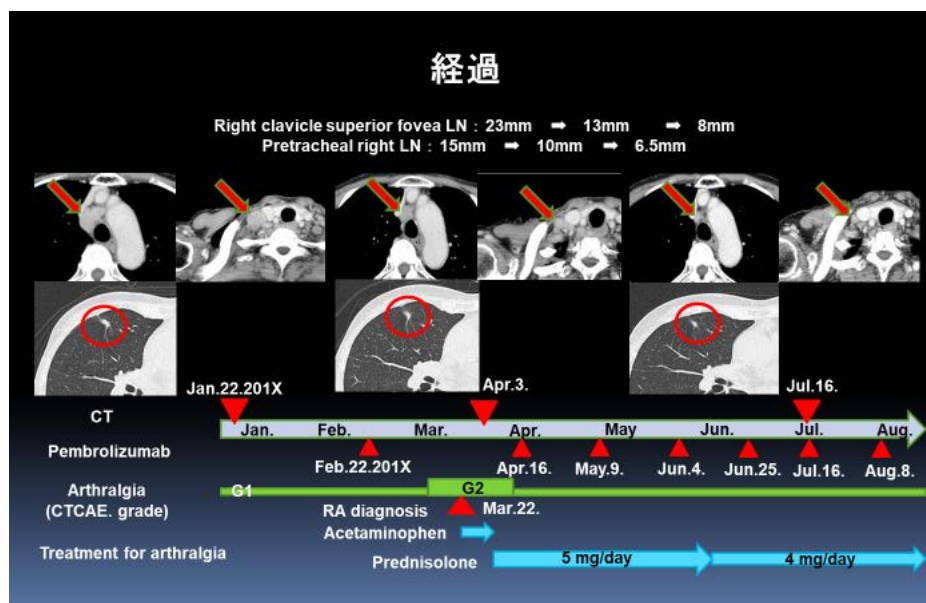 経過
Right clavicle superior fovea LN : 23mm ➡ 13mm ➡ 8mm
Pretracheal right LN : 15mm ➡ 10mm ➡ 6.5mm
Jan.22.201X
Apr.3.
Jul.16.
CT
Jan. Feb. Mar. Apr. May Jun. Jul. Aug.
Pembrolizumab
Feb.22.201X Apr.16. May.9. Jun.4. Jun.25. Jul.16. Aug.8.
Arthralgia
(CTCAE. grade)
G1
G2
RA diagnosis
Mar.22.
Acetaminophen
Treatment for arthralgia
Prednisolone
5 mg/day
4 mg/day